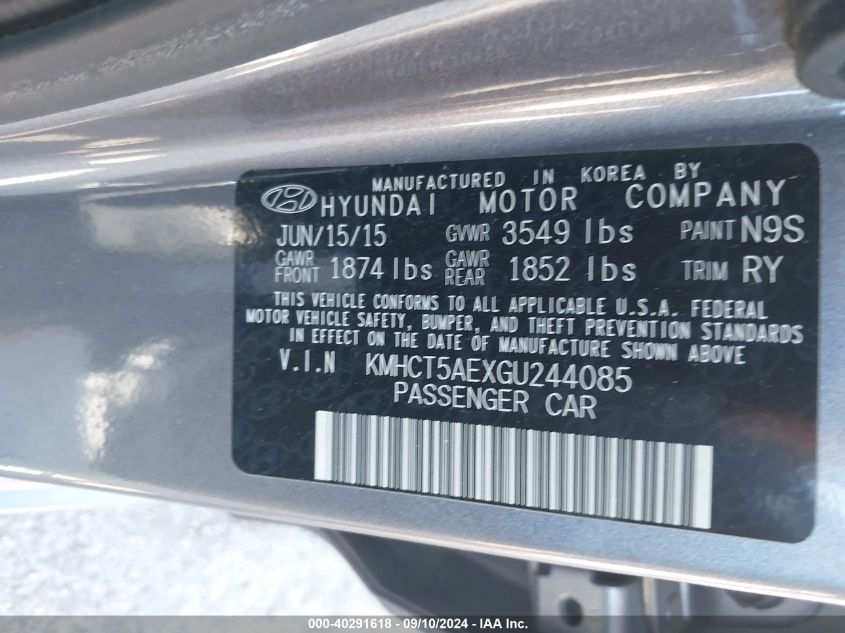 MANUFACTURED IN KOREA BY
HYUNDAI MOTOR COMPANY
JUN/15/15 GVWR 3549 lbs PAINT N9S
GAWR FRONT 1874 lbs GAWR REAR 1852 lbs TRIM RY
THIS VEHICLE CONFORMS TO ALL APPLICABLE U.S.A. FEDERAL
MOTOR VEHICLE SAFETY, BUMPER, AND THEFT PREVENTION STANDARDS
IN EFFECT ON THE DATE OF MANUFACTURE SHOWN ABOVE
V.I.N KMHCT5AEXGU244085
PASSENGER CAR
000-40291618 - 09/10/2024 - IAA Inc.